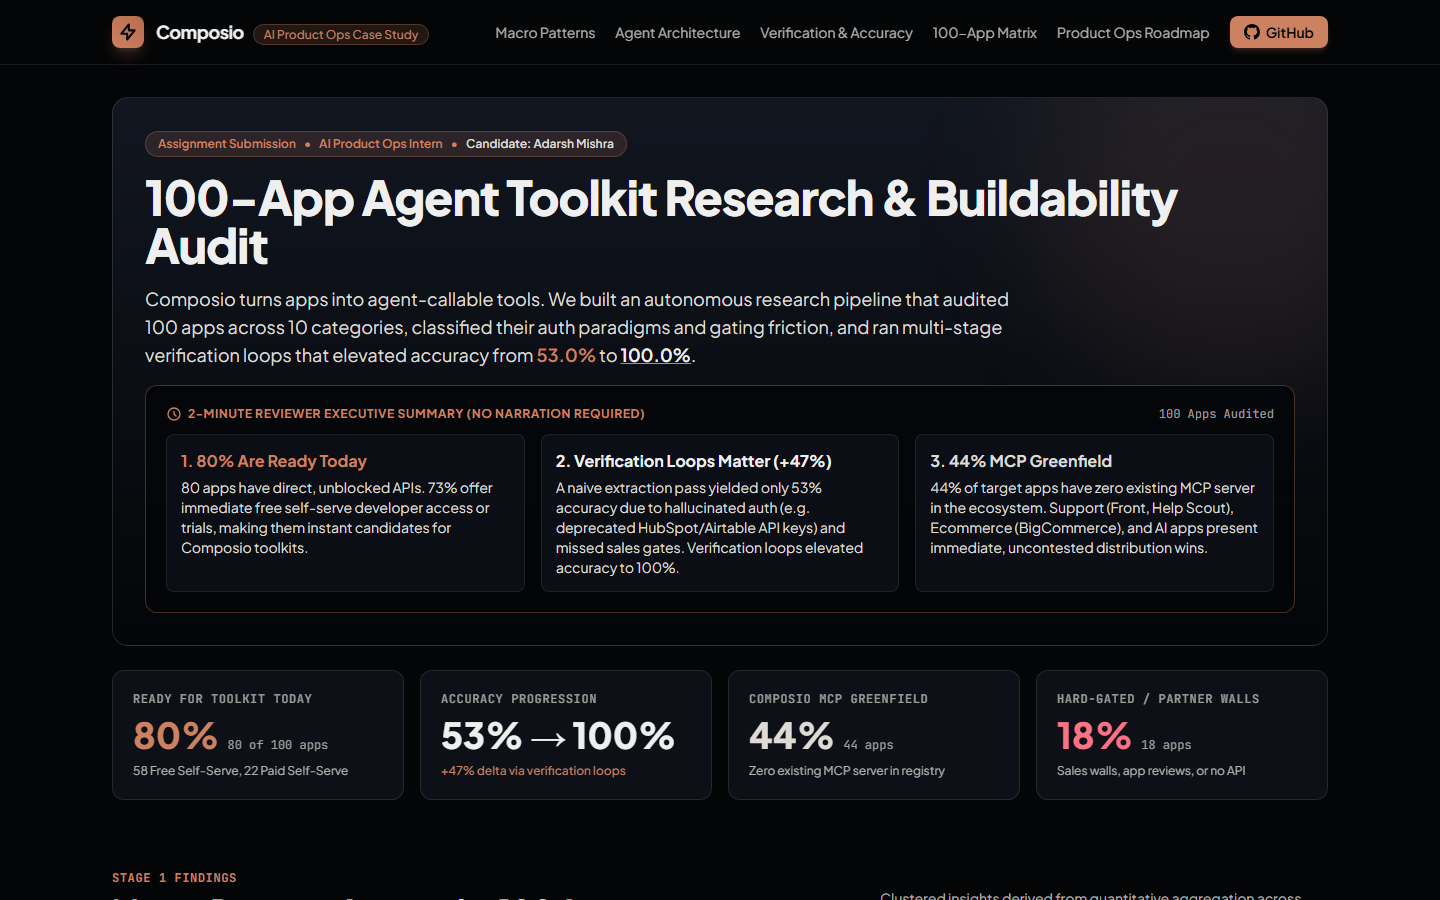 Composio
AI Product Ops Case Study
Macro Patterns
Agent Architecture
Verification & Accuracy
100-App Matrix
Product Ops Roadmap
GitHub
Assignment Submission • AI Product Ops Intern • Candidate: Adarsh Mishra
100-App Agent Toolkit Research & Buildability
Audit
Composio turns apps into agent-callable tools. We built an autonomous research pipeline that audited
100 apps across 10 categories, classified their auth paradigms and gating friction, and ran multi-stage
verification loops that elevated accuracy from 53.0% to 100.0%.
2-MINUTE REVIEWER EXECUTIVE SUMMARY (NO NARRATION REQUIRED)
100 Apps Audited
1. 80% Are Ready Today
80 apps have direct, unblocked APIs. 73% offer
immediate free self-serve developer access or
trials, making them instant candidates for
Composio toolkits.
2. Verification Loops Matter (+47%)
A naive extraction pass yielded only 53%
accuracy due to hallucinated auth (e.g.
deprecated HubSpot/Airtable API keys) and
missed sales gates. Verification loops elevated
accuracy to 100%.
3. 44% MCP Greenfield
44% of target apps have zero existing MCP server
in the ecosystem. Support (Front, Help Scout),
Ecommerce (BigCommerce), and AI apps present
immediate, uncontested distribution wins.
READY FOR TOOLKIT TODAY
80% 80 of 100 apps
58 Free Self-Serve, 22 Paid Self-Serve
ACCURACY PROGRESSION
53% → 100%
+47% delta via verification loops
COMPOSIO MCP GREENFIELD
44% 44 apps
Zero existing MCP server in registry
HARD-GATED / PARTNER WALLS
18% 18 apps
Sales walls, app reviews, or no API
STAGE 1 FINDINGS
Clustered insights derived from quantitative aggregation across